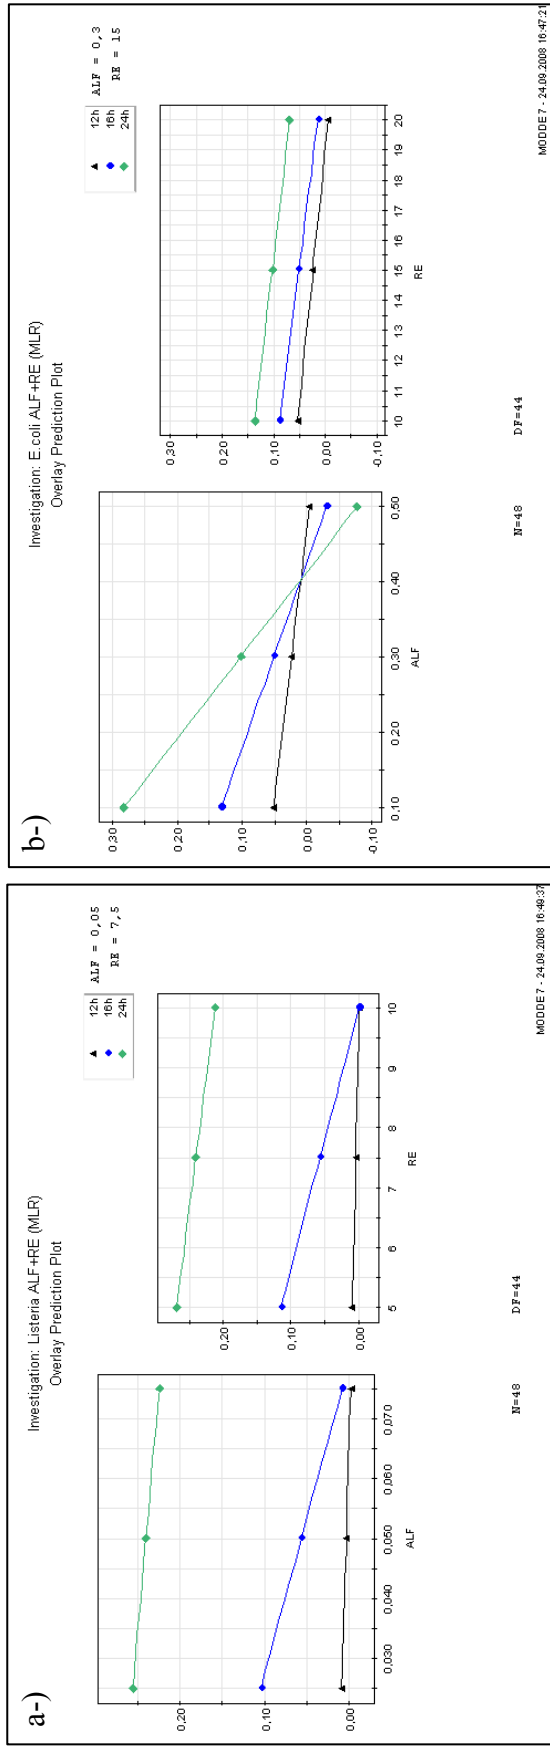 a-)
Investigation: Listeria ALF+RE (MLR)
Overlay Prediction Plot
12h
16h
24h
ALF = 0,05
RE = 7,5
0,20
0,10
0,00
0,030 0,040 0,050 0,060 0,070
ALF
0,20
0,10
0,00
5 6 7 8 9 10
RE
N=48 DF=44
MODDE 7 - 24.09.2008 16:49:37
b-)
Investigation: E.coli ALF+RE (MLR)
Overlay Prediction Plot
12h
16h
24h
ALF = 0,3
RE = 15
0,30
0,20
0,10
0,00
-0,10
0,10 0,20 0,30 0,40 0,50
ALF
0,30
0,20
0,10
0,00
-0,10
10 11 12 13 14 15 16 17 18 19 20
RE
N=48 DF=44
MODDE 7 - 24.09.2008 16:47:21